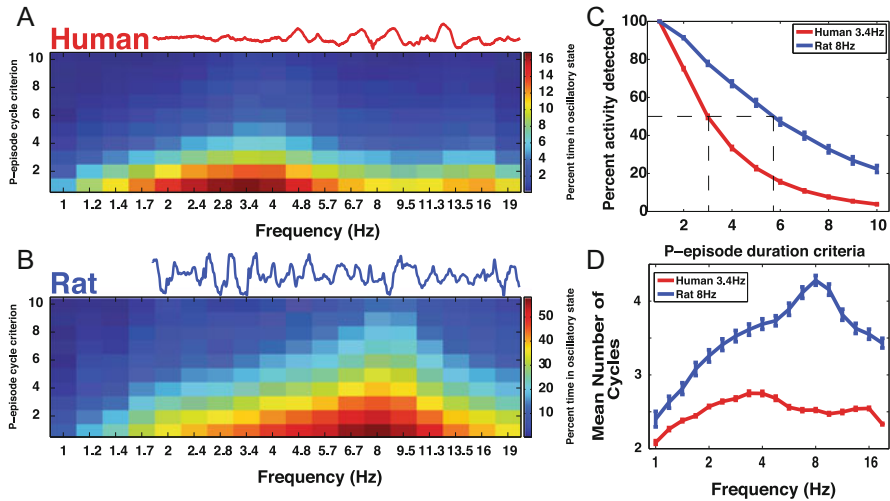 A
Human
P-episode cycle criterion
10
8
6
4
2
1 1.2 1.4 1.7 2 2.4 2.8 3.4 4 4.8 5.7 6.7 8 9.5 11.3 13.5 16 19
Frequency (Hz)
16
14
12
10
8
6
4
2
Percent time in oscillatory state
B
Rat
P-episode cycle criterion
10
8
6
4
2
1 1.2 1.4 1.7 2 2.4 2.8 3.4 4 4.8 5.7 6.7 8 9.5 11.3 13.5 16 19
Frequency (Hz)
50
40
30
20
10
Percent time in oscillatory state
C
Percent activity detected
100
80
60
40
20
0
Human 3.4Hz
Rat 8Hz
2 4 6 8 10
P–episode duration criteria
D
Mean Number of
Cycles
4
3
2
Human 3.4Hz
Rat 8Hz
1 2 4 8 16
Frequency (Hz)